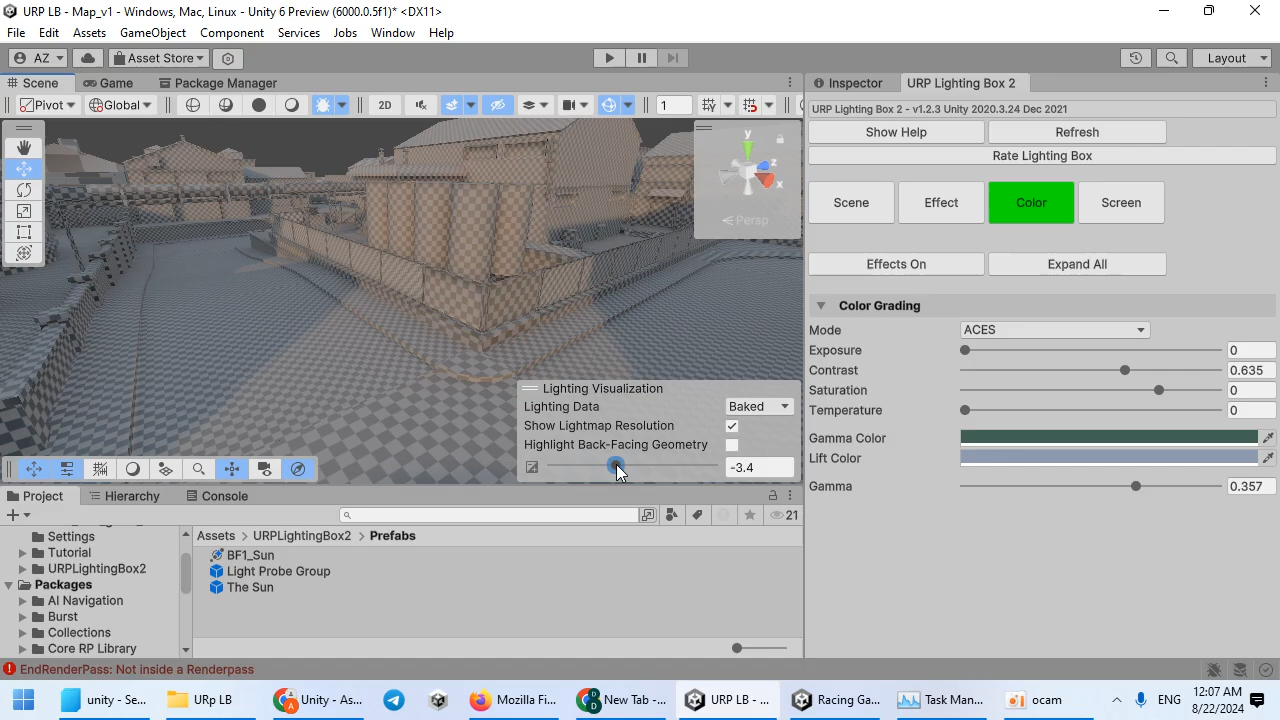 URP LB - Map_v1 - Windows, Mac, Linux - Unity 6 Preview (6000.0.5f1)* <DX11>
File Edit Assets GameObject Component Services Jobs Window Help
AZ Asset Store Layout
Scene Game Package Manager Inspector URP Lighting Box 2
Pivot Global 2D 1
URP Lighting Box 2 - v1.2.3 Unity 2020.3.24 Dec 2021
Show Help Refresh
Rate Lighting Box
y
z
x
Persp
Scene Effect Color Screen
Effects On Expand All
Color Grading
Mode ACES
Exposure 0
Contrast 0.635
Saturation 0
Temperature 0
Gamma Color
Lift Color
Gamma 0.357
Lighting Visualization
Lighting Data Baked
Show Lightmap Resolution
Highlight Back-Facing Geometry
-3.4
Project Hierarchy Console
21
Settings
Tutorial
URPLightingBox2
Packages
AI Navigation
Burst
Collections
Core RP Library
Assets > URPLightingBox2 > Prefabs
BF1_Sun
Light Probe Group
The Sun
EndRenderPass: Not inside a Renderpass
unity - Se... URp LB Unity - As... Mozilla Fi... New Tab -... URP LB - ... Racing Ga... Task Man... ocam
ENG
12:07 AM
8/22/2024